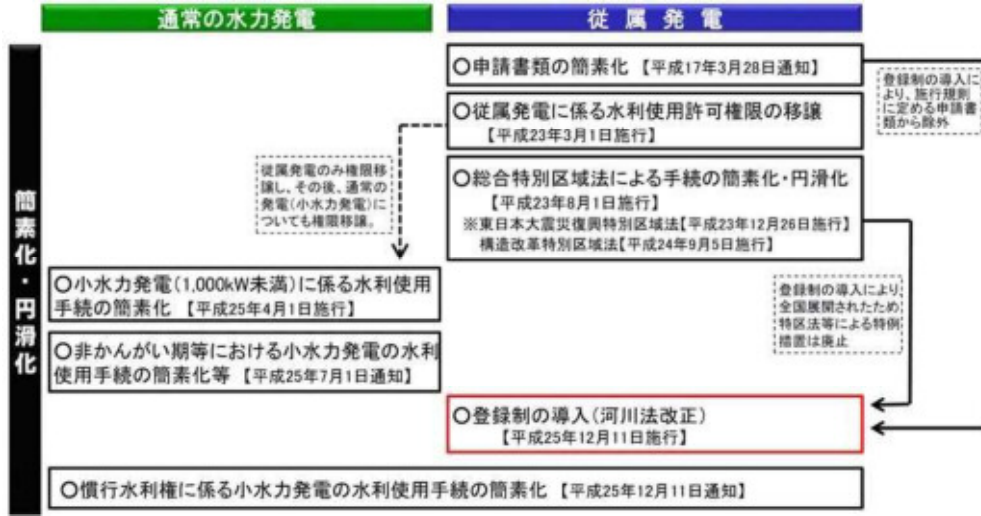 通常の水力発電
従属発電
簡素化・円滑化
○申請書類の簡素化 【平成17年3月28日通知】
登録制の導入に
より、施行規則
に定める申請書
類から除外
○従属発電に係る水利使用許可権限の移譲
【平成23年3月1日施行】
従属発電のみ権限移
譲し、その後、通常の
発電(小水力発電)に
ついても権限移譲。
○総合特別区域法による手続の簡素化・円滑化
【平成23年8月1日施行】
※東日本大震災復興特別区域法【平成23年12月26日施行】
構造改革特別区域法【平成24年9月5日施行】
○小水力発電(1,000kW未満)に係る水利使用
手続の簡素化 【平成25年4月1日施行】
登録制の導入により、
全国展開されたため
特区法等による特例
措置は廃止
○非かんがい期等における小水力発電の水利
使用手続の簡素化等 【平成25年7月1日通知】
○登録制の導入(河川法改正)
【平成25年12月11日施行】
○慣行水利権に係る小水力発電の水利使用手続の簡素化 【平成25年12月11日通知】